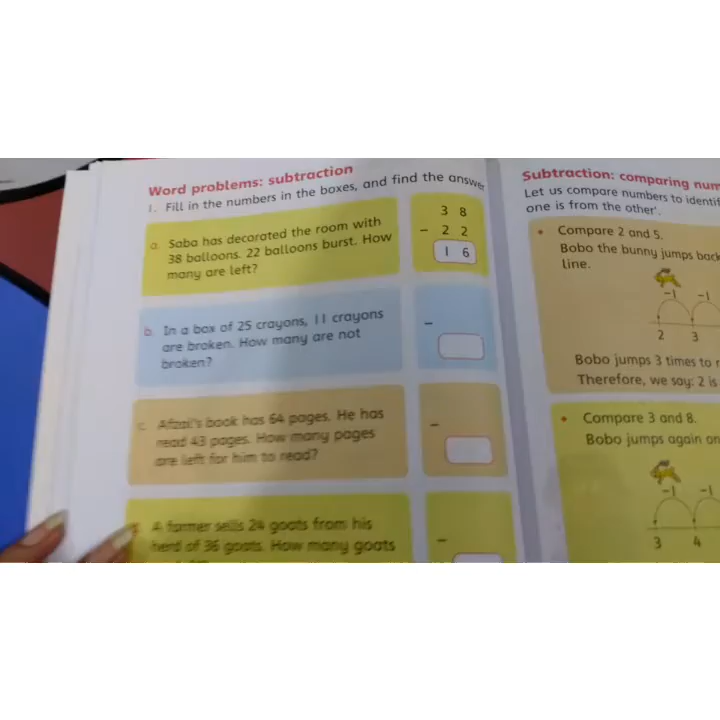 Word problems: subtraction
1. Fill in the numbers in the boxes, and find the answe
a. Saba has decorated the room with
38 balloons. 22 balloons burst. How
many are left?
3 8
- 2 2
1 6
b. In a box of 25 crayons, 11 crayons
are broken. How many are not
broken?
-
c. Afzal's book has 64 pages. He has
read 43 pages. How many pages
are left for him to read?
-
A farmer sells 24 goats from his
herd of 36 goats. How many goats
-
Subtraction: comparing num
Let us compare numbers to identif
one is from the other'.
• Compare 2 and 5.
Bobo the bunny jumps back
line.
-1 -1
2 3
Bobo jumps 3 times to r
Therefore, we say: 2 is
• Compare 3 and 8.
Bobo jumps again on
-1 -1
3 4